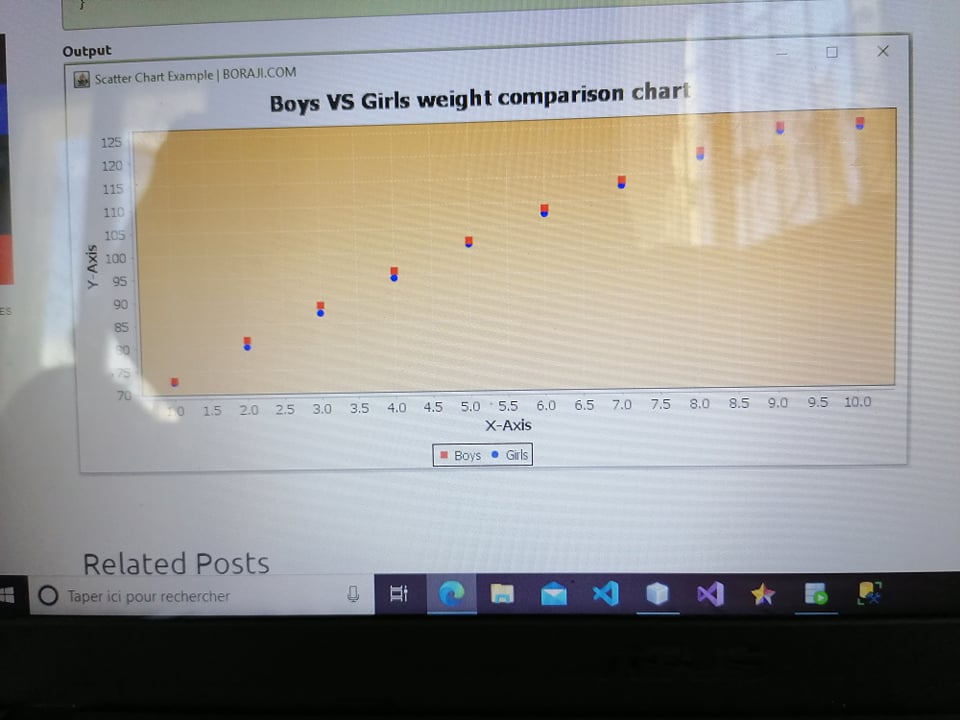 }
Output
Scatter Chart Example | BORAJI.COM
Boys VS Girls weight comparison chart
Y-Axis
125
120
115
110
105
100
95
90
85
80
75
70
1.0 1.5 2.0 2.5 3.0 3.5 4.0 4.5 5.0 5.5 6.0 6.5 7.0 7.5 8.0 8.5 9.0 9.5 10.0
X-Axis
Boys Girls
ES
Related Posts
Taper ici pour rechercher